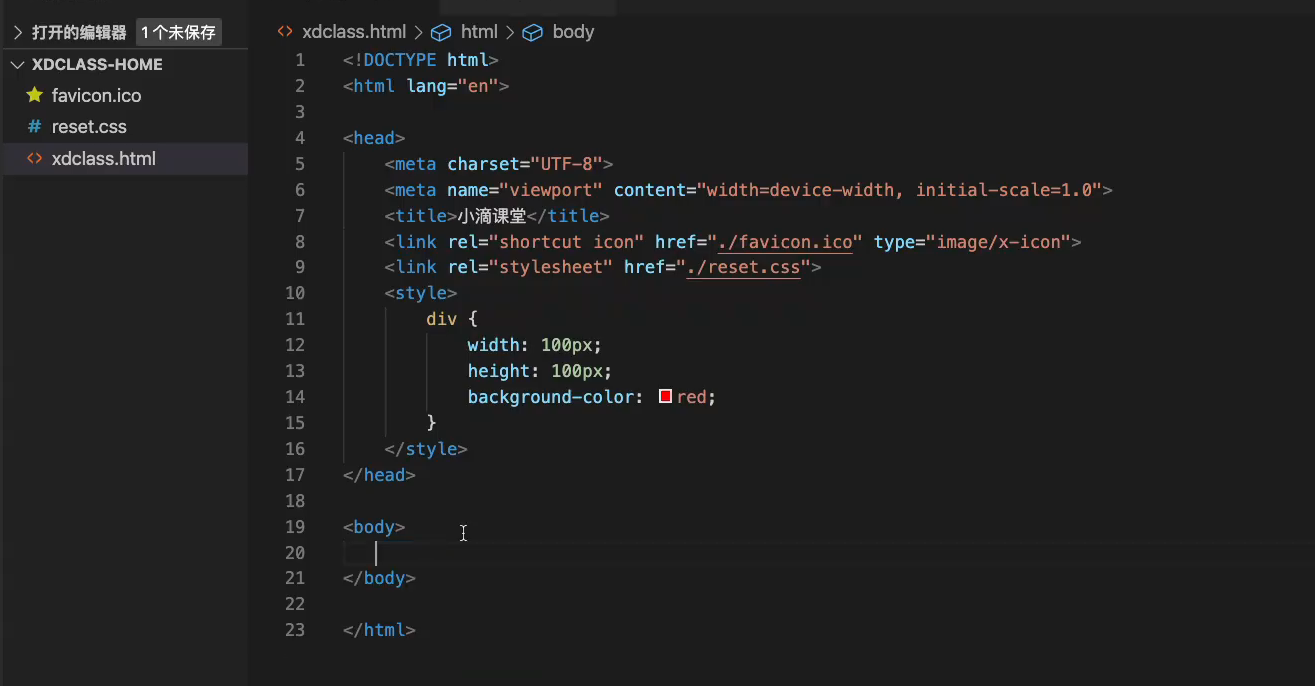 打开的编辑器 1 个未保存
XDCLASS-HOME
favicon.ico
reset.css
xdclass.html
xdclass.html > html > body
1 <!DOCTYPE html>
2 <html lang="en">
3
4 <head>
5 <meta charset="UTF-8">
6 <meta name="viewport" content="width=device-width, initial-scale=1.0">
7 <title>小滴课堂</title>
8 <link rel="shortcut icon" href="./favicon.ico" type="image/x-icon">
9 <link rel="stylesheet" href="./reset.css">
10 <style>
11 div {
12 width: 100px;
13 height: 100px;
14 background-color: red;
15 }
16 </style>
17 </head>
18
19 <body>
20
21 </body>
22
23 </html>